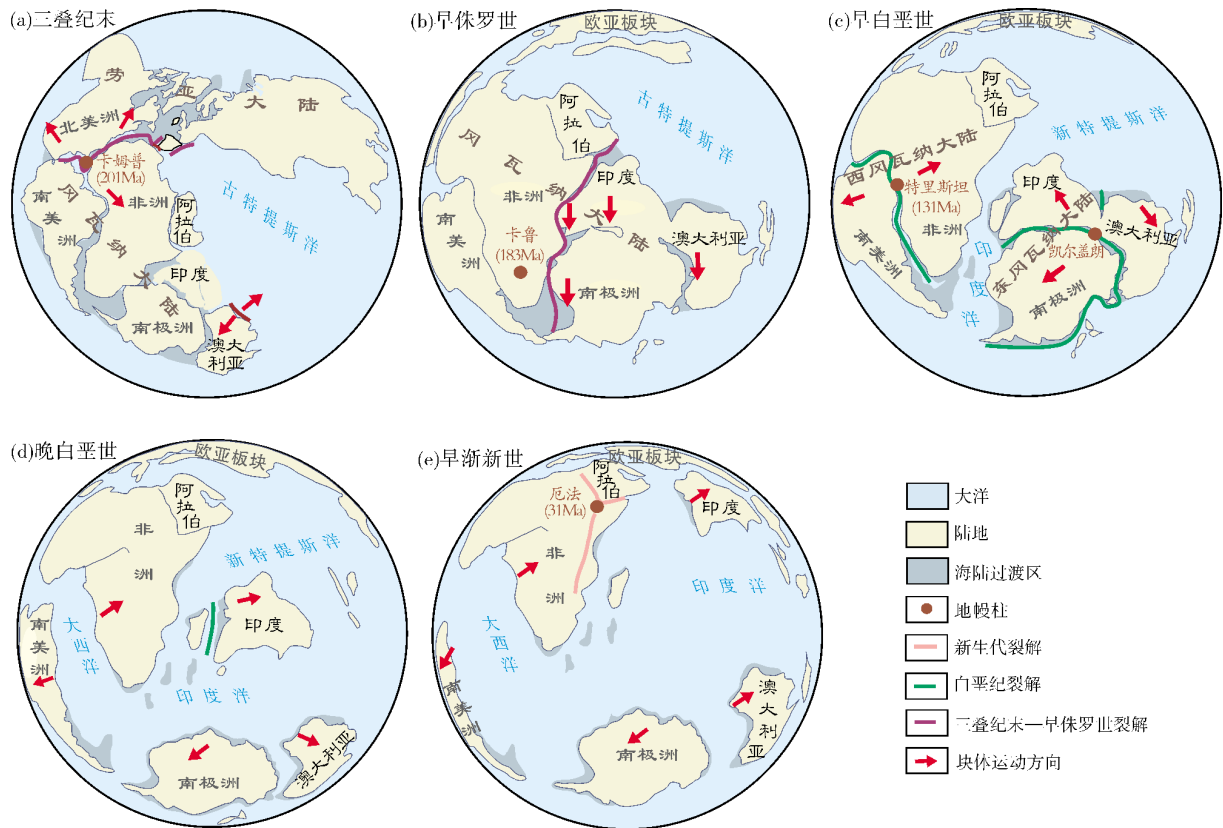 (a)三叠纪末
劳亚大陆
北美洲
卡姆普
(201Ma)
南美洲
冈瓦纳大陆
非洲
阿拉伯
古特提斯洋
印度
南极洲
澳大
利亚
(b)早侏罗世
欧亚板块
阿拉伯
古特提斯洋
冈瓦纳大陆
非洲
印度
南美洲
卡鲁
(183Ma)
澳大利亚
南极洲
(c)早白垩世
欧亚板块
阿拉伯
新特提斯洋
西冈瓦纳大陆
特里斯坦
(131Ma)
非洲
南美洲
印度
澳大利亚
凯尔盖朗
东冈瓦纳大陆
印度洋
南极洲
(d)晚白垩世
欧亚板块
阿拉伯
非洲
新特提斯洋
南美洲
大西洋
印度
印度洋
南极洲
澳大利亚
(e)早渐新世
欧亚板块
阿拉伯
厄法
(31Ma)
印度
非洲
印度洋
大西洋
南美洲
澳大利亚
南极洲
大洋
陆地
海陆过渡区
地幔柱
新生代裂解
白垩纪裂解
三叠纪末—早侏罗世裂解
块体运动方向